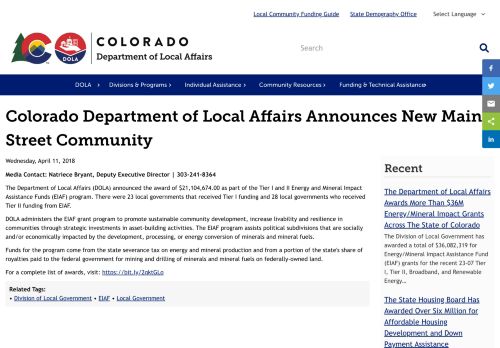 Local Community Funding Guide
State Demography Office
Select Language
COLORADO
Department of Local Affairs
DOLA
Search
DOLA
Divisions & Programs
Individual Assistance
Community Resources
Funding & Technical Assistance
Colorado Department of Local Affairs Announces New Main
Street Community
Wednesday, April 11, 2018
Media Contact: Natriece Bryant, Deputy Executive Director | 303-241-8364
The Department of Local Affairs (DOLA) announced the award of $21,104,674.00 as part of the Tier I and II Energy and Mineral Impact
Assistance Funds (EIAF) program. There were 23 local governments that received Tier I funding and 28 local governments who received
Tier II funding from EIAF.
DOLA administers the EIAF grant program to promote sustainable community development, increase livability and resilience in
communities through strategic investments in asset-building activities. The EIAF program assists political subdivisions that are socially
and/or economically impacted by the development, processing, or energy conversion of minerals and mineral fuels.
Funds for the program come from the state severance tax on energy and mineral production and from a portion of the state's share of
royalties paid to the federal government for mining and drilling of minerals and mineral fuels on federally-owned land.
For a complete list of awards, visit: https://bit.ly/2qktGLo
Related Tags:
• Division of Local Government • EIAF • Local Government
Recent
The Department of Local Affairs
Awards More Than $36M
Energy/Mineral Impact Grants
Across The State of Colorado
The Division of Local Government has
awarded a total of $36,082,319 for
Energy/Mineral Impact Assistance Fund
(EIAF) grants for the recent 23-07 Tier
I, Tier II, Broadband, and Renewable
Energy...
The State Housing Board Has
Awarded Over Six Million for
Affordable Housing
Development and Down
Payment Assistance